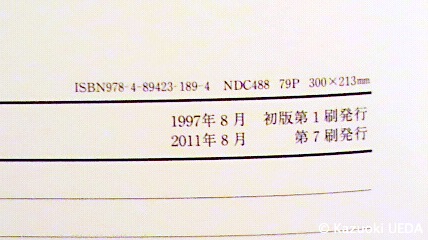 ISBN978-4-89423-189-4 NDC488 79P 300×213mm
1997年8月 初版第1刷発行
2011年8月 第7刷発行
© Kazuoki UEDA